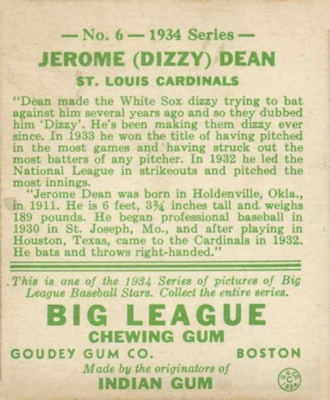 — No. 6 — 1934 Series —
JEROME (DIZZY) DEAN
ST. LOUIS CARDINALS
"Dean made the White Sox dizzy trying to bat
against him several years ago and so they dubbed
him 'Dizzy'. He's been making them dizzy ever
since. In 1933 he won the title of having pitched
in the most games and having struck out the
most batters of any pitcher. In 1932 he led the
National League in strikeouts and pitched the
most innings.
"Jerome Dean was born in Holdenville, Okla.,
in 1911. He is 6 feet, 3¾ inches tall and weighs
189 pounds. He began professional baseball in
1930 in St. Joseph, Mo., and after playing in
Houston, Texas, came to the Cardinals in 1932.
He bats and throws right-handed."
This is one of the 1934 Series of pictures of Big
League Baseball Stars. Collect the entire series.
BIG LEAGUE
CHEWING GUM
GOUDEY GUM CO. BOSTON
Made by the originators of
INDIAN GUM